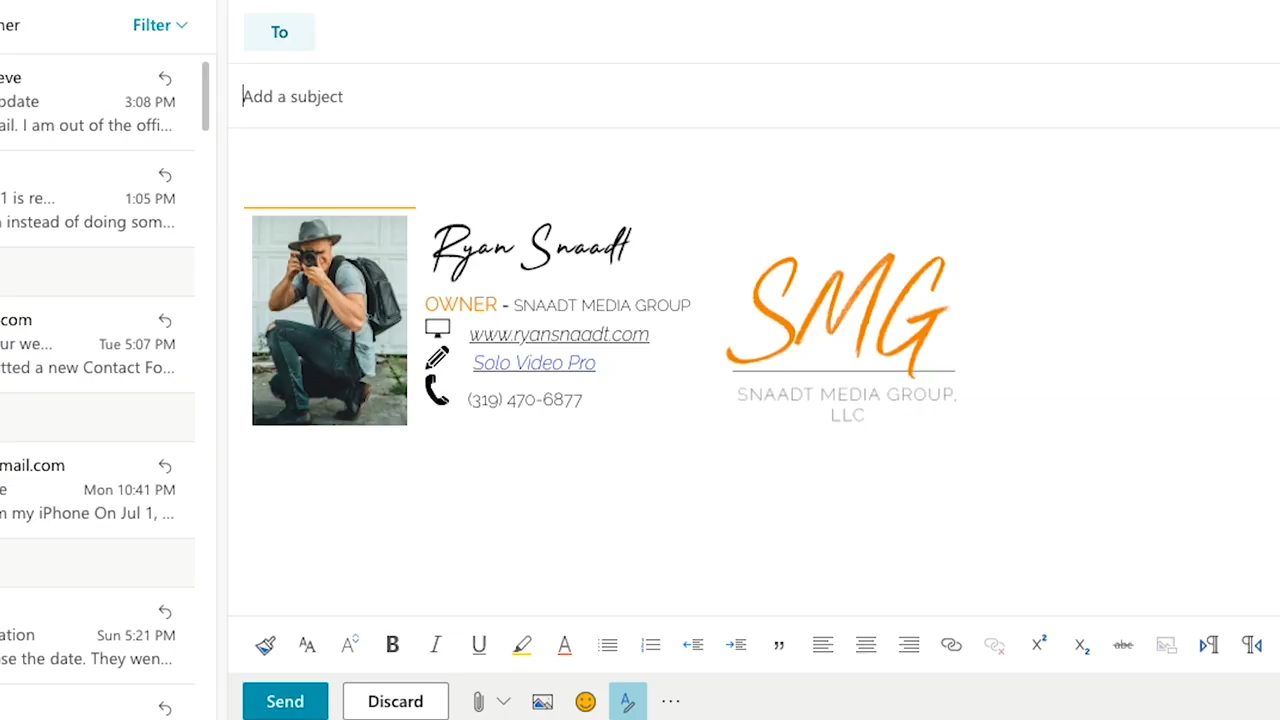 ner
Filter
eve
pdate
3:08 PM
ail. I am out of the offi...
1 is re...
1:05 PM
n instead of doing som...
.com
ur we...
Tue 5:07 PM
tted a new Contact Fo...
mail.com
e
Mon 10:41 PM
m my iPhone On Jul 1, ...
ation
Sun 5:21 PM
ose the date. They wen...
To
Add a subject
Ryan Snaadt
OWNER - SNAADT MEDIA GROUP
www.ryansnaadt.com
Solo Video Pro
(319) 470-6877
SMG
SNAADT MEDIA GROUP,
LLC
Send
Discard